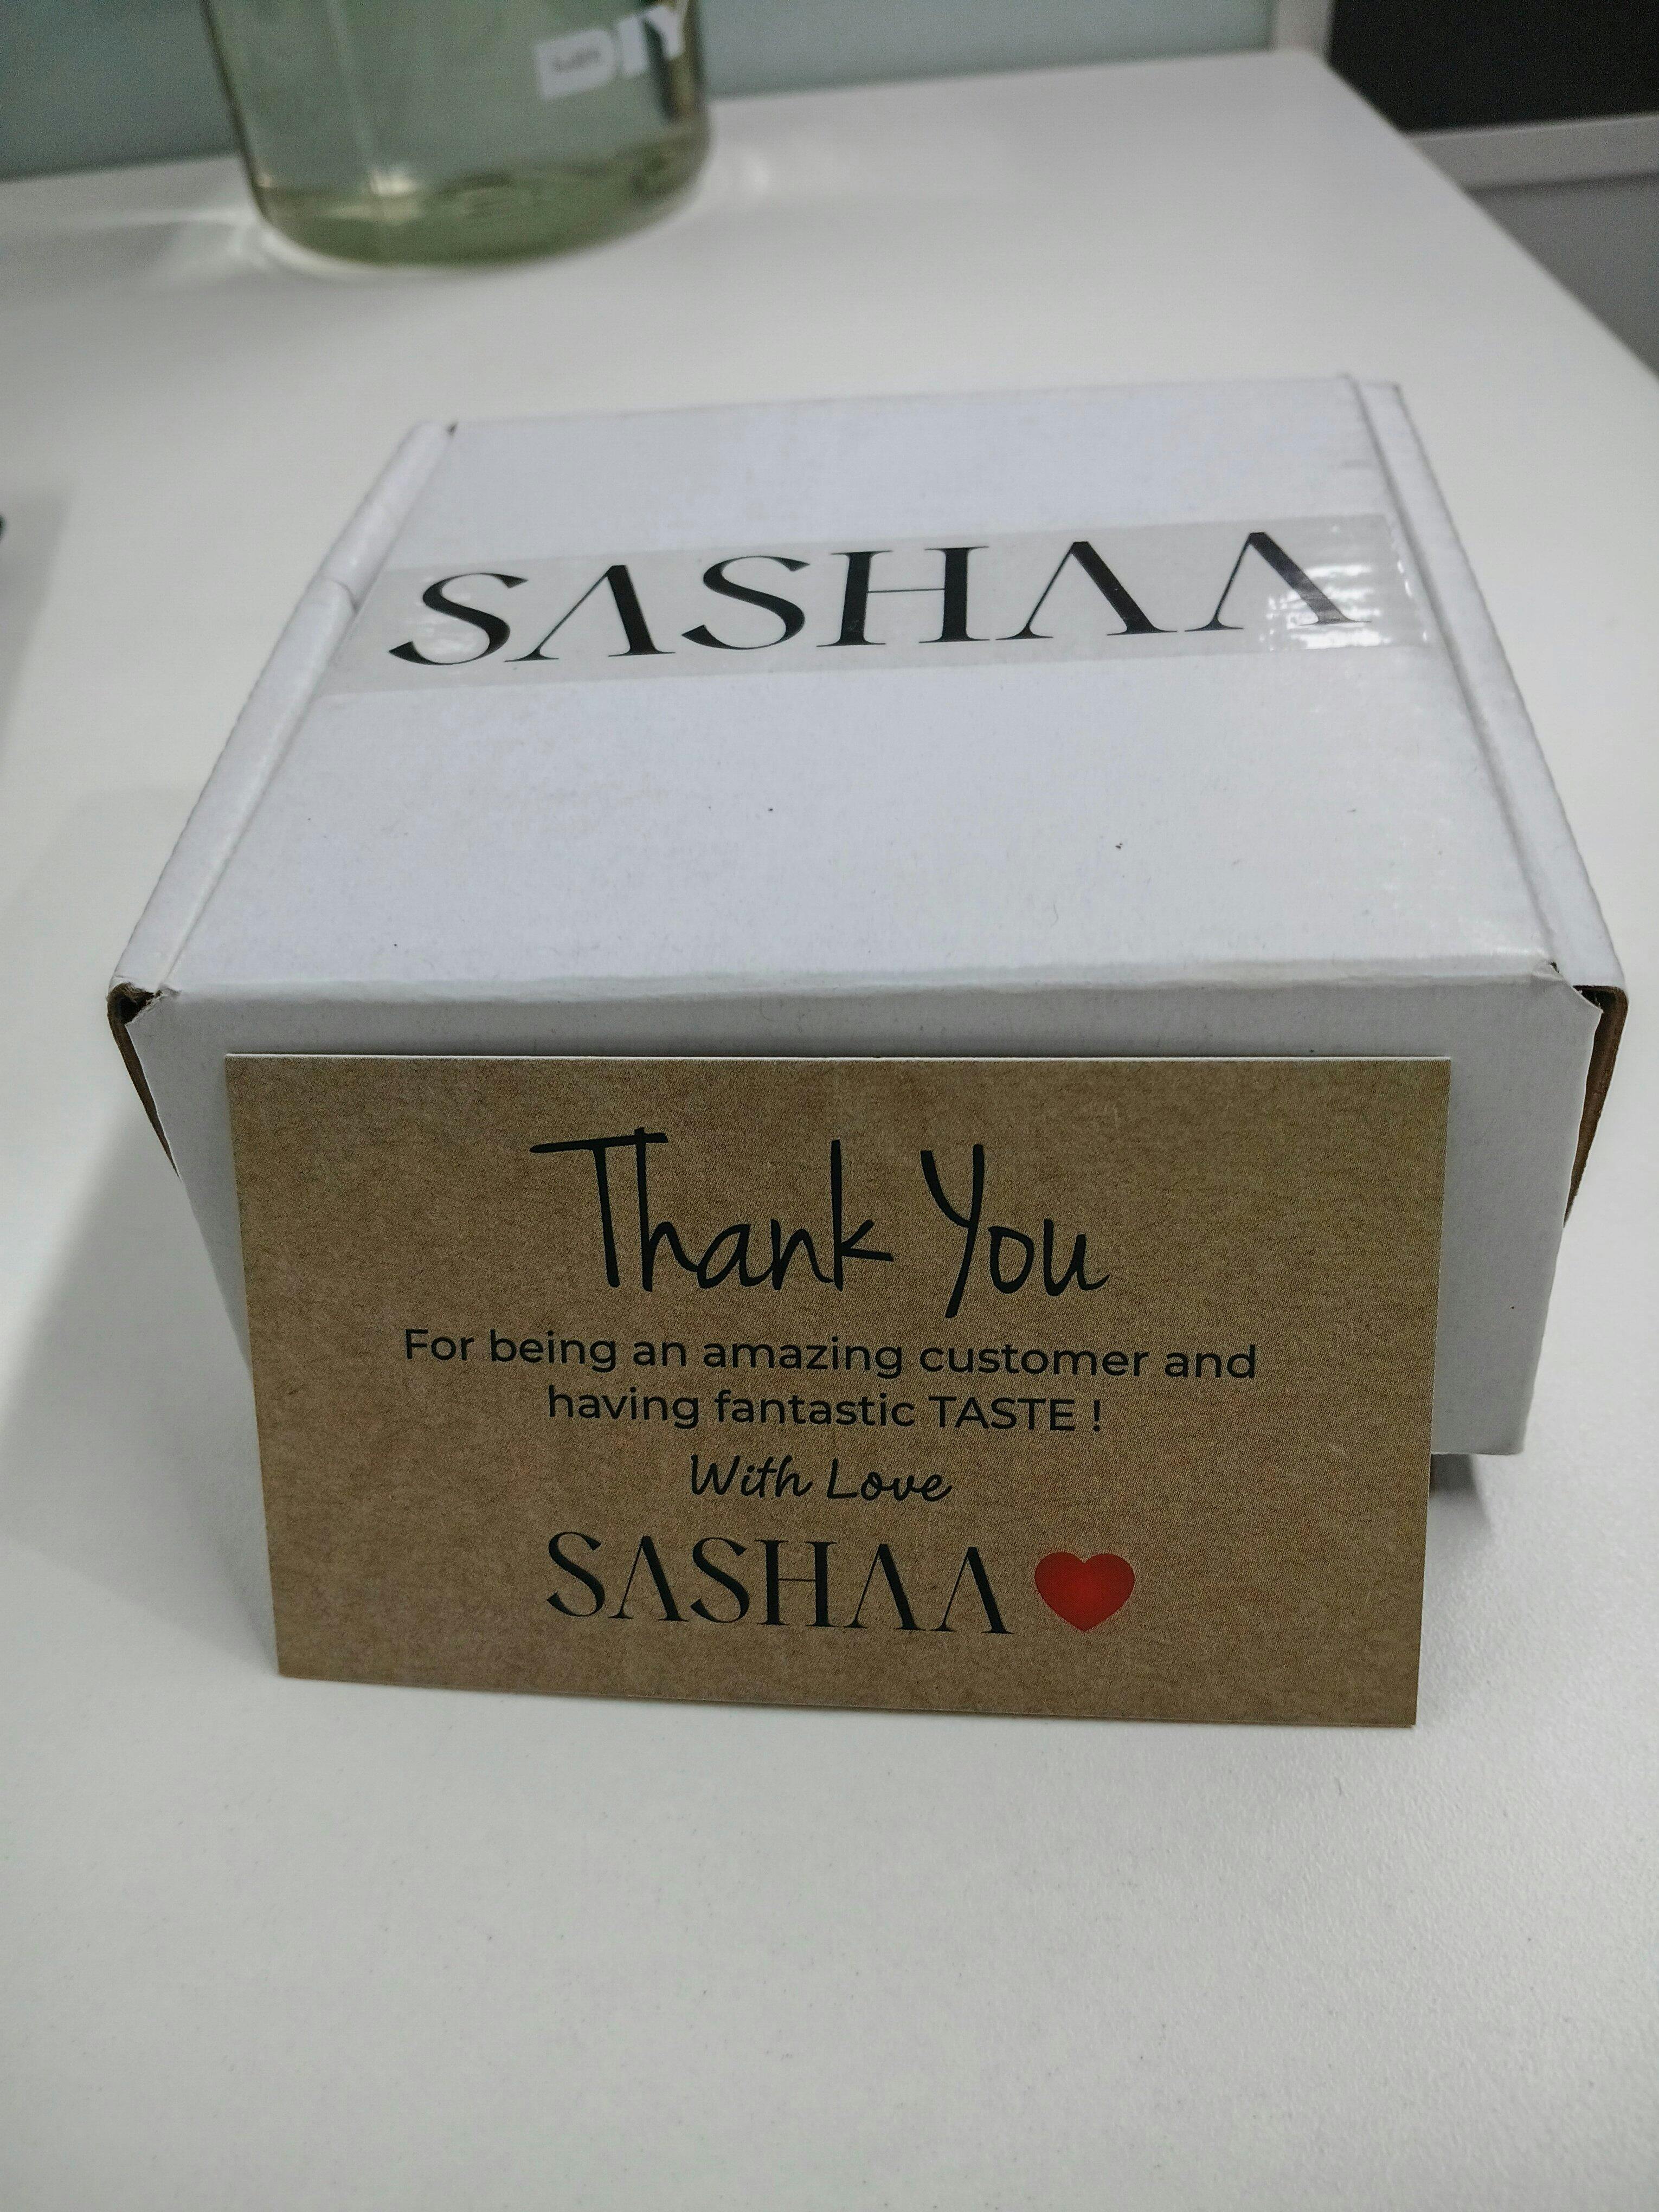 DIY
SASHAA
Thank You
For being an amazing customer and
having fantastic TASTE !
With Love
SASHAA